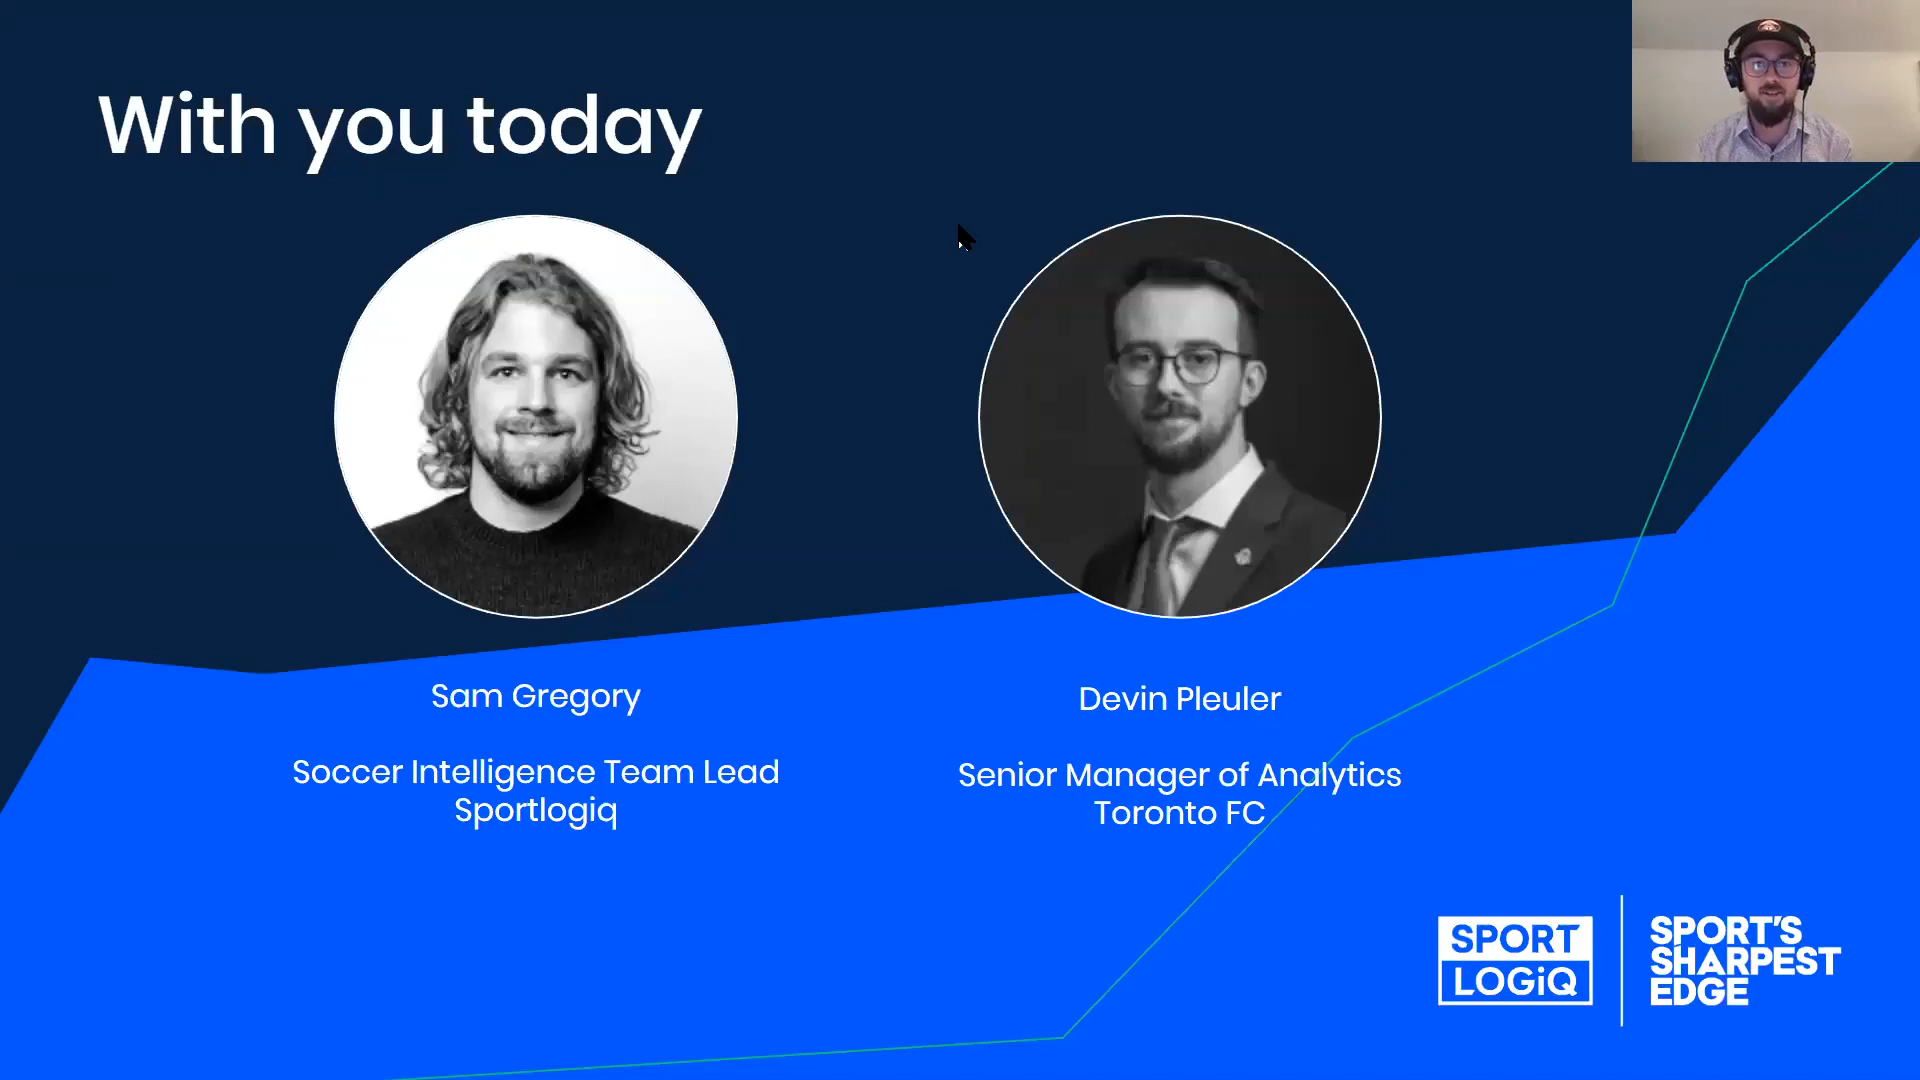 With you today
Sam Gregory
Soccer Intelligence Team Lead
Sportlogiq
Devin Pleuler
Senior Manager of Analytics
Toronto FC
SPORT
LOGiQ
SPORT'S
SHARPEST
EDGE